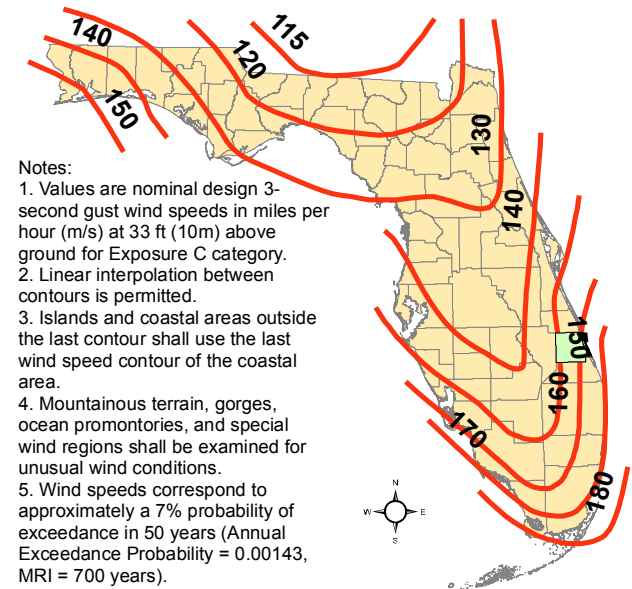 115
140
120
150
130
Notes:
1. Values are nominal design 3-
second gust wind speeds in miles per
hour (m/s) at 33 ft (10m) above
ground for Exposure C category.
2. Linear interpolation between
contours is permitted.
3. Islands and coastal areas outside
the last contour shall use the last
wind speed contour of the coastal
area.
4. Mountainous terrain, gorges,
ocean promontories, and special
wind regions shall be examined for
unusual wind conditions.
5. Wind speeds correspond to
approximately a 7% probability of
exceedance in 50 years (Annual
Exceedance Probability = 0.00143,
MRI = 700 years).
140
150
160
170
180
N
W E
S